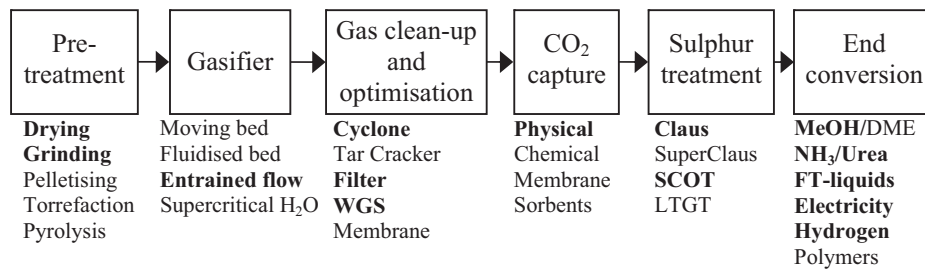 Pre-
treatment
Gasifier
Gas clean-up
and
optimisation
CO₂
capture
Sulphur
treatment
End
conversion
Drying
Grinding
Pelletising
Torrefaction
Pyrolysis
Moving bed
Fluidised bed
Entrained flow
Supercritical H₂O
Cyclone
Tar Cracker
Filter
WGS
Membrane
Physical
Chemical
Membrane
Sorbents
Claus
SuperClaus
SCOT
LTGT
MeOH/DME
NH₃/Urea
FT-liquids
Electricity
Hydrogen
Polymers